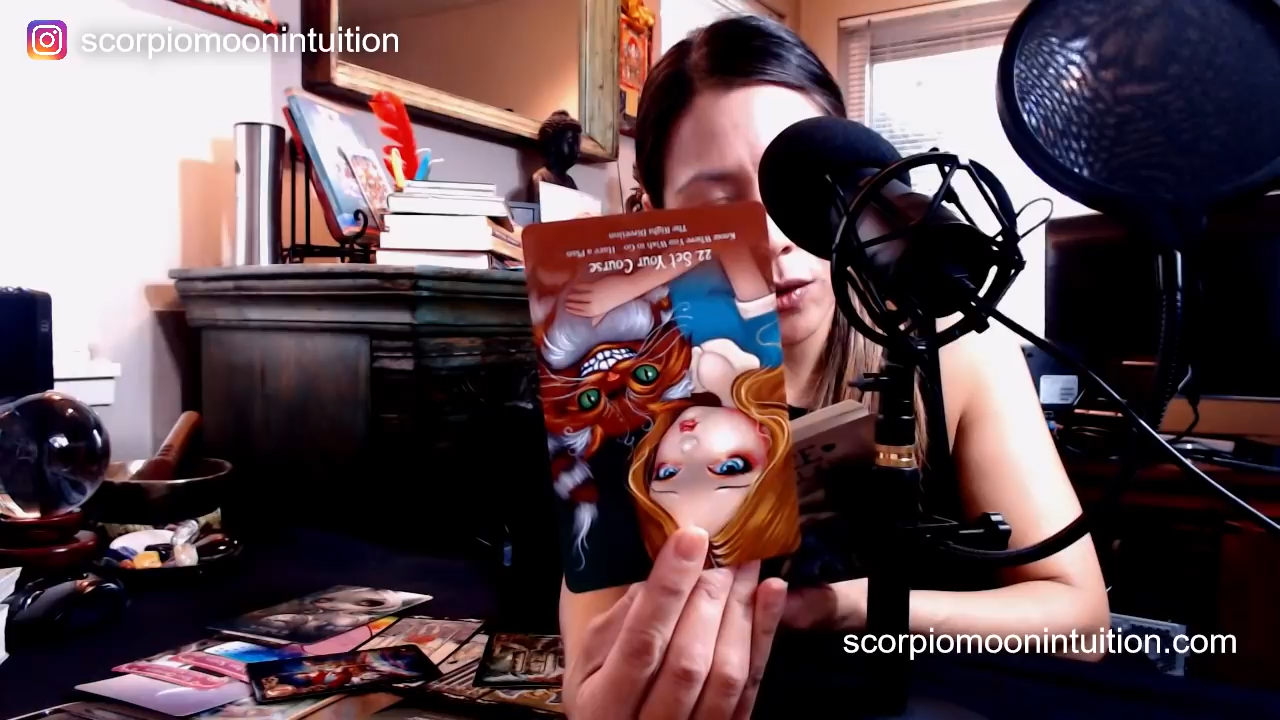 scorpiomoonintuition
22 Set Your Course
Know Where You Wish to Go - Have a Plan
The Right Direction
scorpiomoonintuition.com